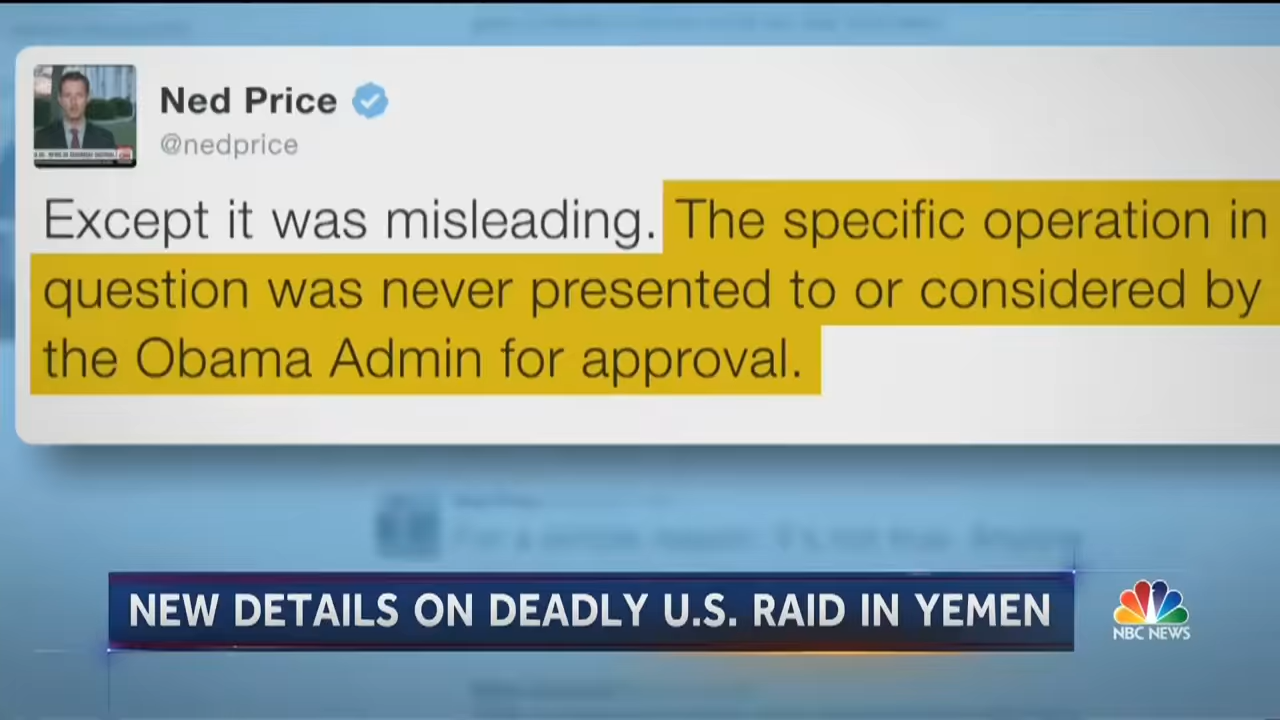 Ned Price
@nedprice
Except it was misleading. The specific operation in
question was never presented to or considered by
the Obama Admin for approval.
NEW DETAILS ON DEADLY U.S. RAID IN YEMEN
NBC NEWS